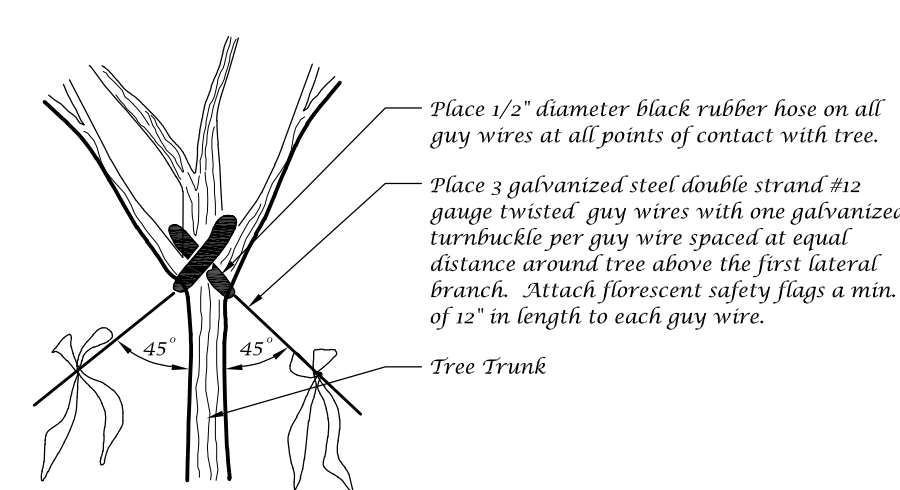 Place 1/2" diameter black rubber hose on all
guy wires at all points of contact with tree.
Place 3 galvanized steel double strand #12
gauge twisted guy wires with one galvanized
turnbuckle per guy wire spaced at equal
distance around tree above the first lateral
branch. Attach florescent safety flags a min.
of 12" in length to each guy wire.
45° 45°
Tree Trunk